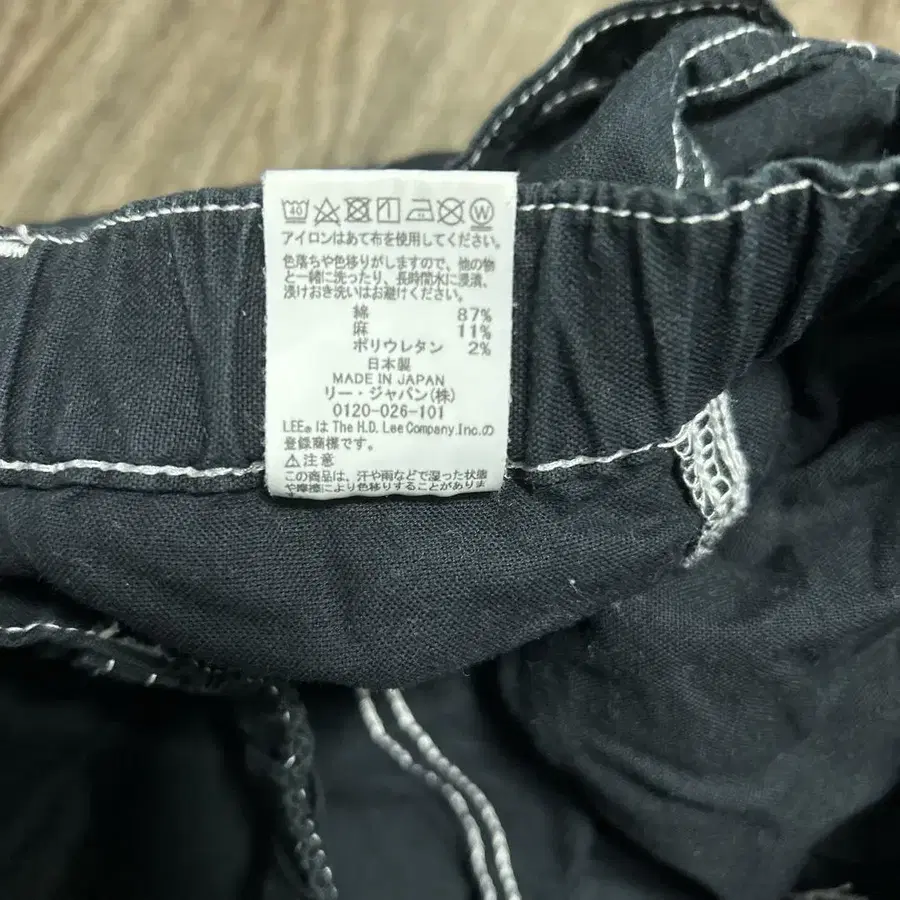 40 W
アイロンはあて布を使用してください。
色落ちや色移りがしますので、他の物
と一緒に洗ったり、長時間水に浸漬、
漬けおき洗いはお避けください。
綿 87%
麻 11%
ポリウレタン 2%
日本製
MADE IN JAPAN
リー・ジャパン(株)
0120-026-101
LEE® は The H.D. Lee Company.Inc.の
登録商標です。
⚠注意
この商品は、汗や雨などで湿った状態
や摩擦により色移りすることがありま